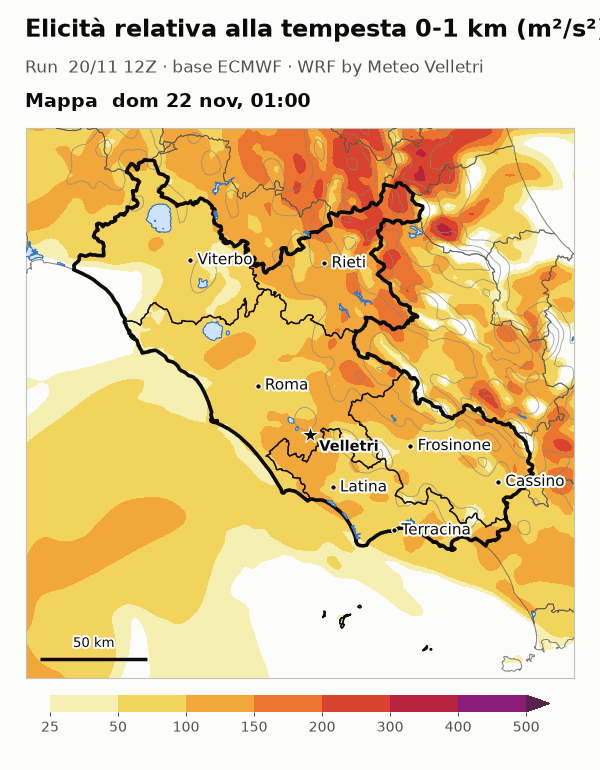 Elicità relativa alla tempesta 0-1 km (m²/s²)
Run 20/11 12Z · base ECMWF · WRF by Meteo Velletri
Mappa dom 22 nov, 01:00
Viterbo
Rieti
Roma
Velletri
Frosinone
Latina
Cassino
Terracina
50 km
25 50 100 150 200 300 400 500